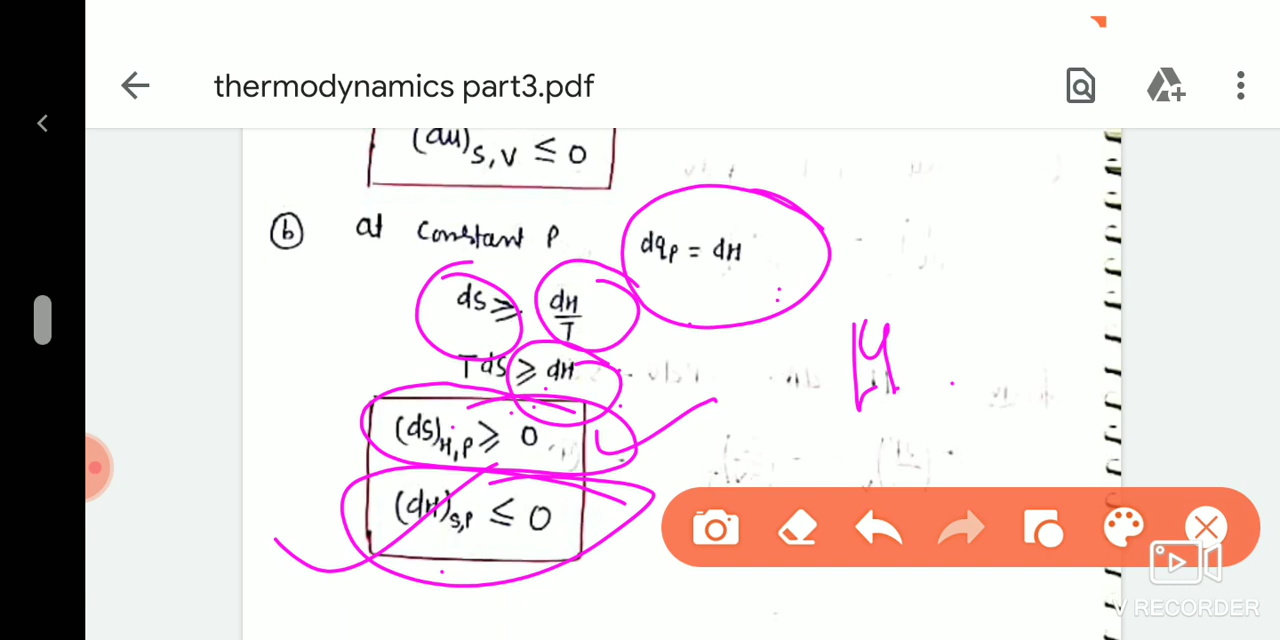 thermodynamics part3.pdf
(dU)S,V ≤ 0
ⓑ at constant P dqP = dH
dS ≥ dH/T
Tds ≥ dH
(ds)H,P ≥ 0
(dH)S,P ≤ 0
V RECORDER